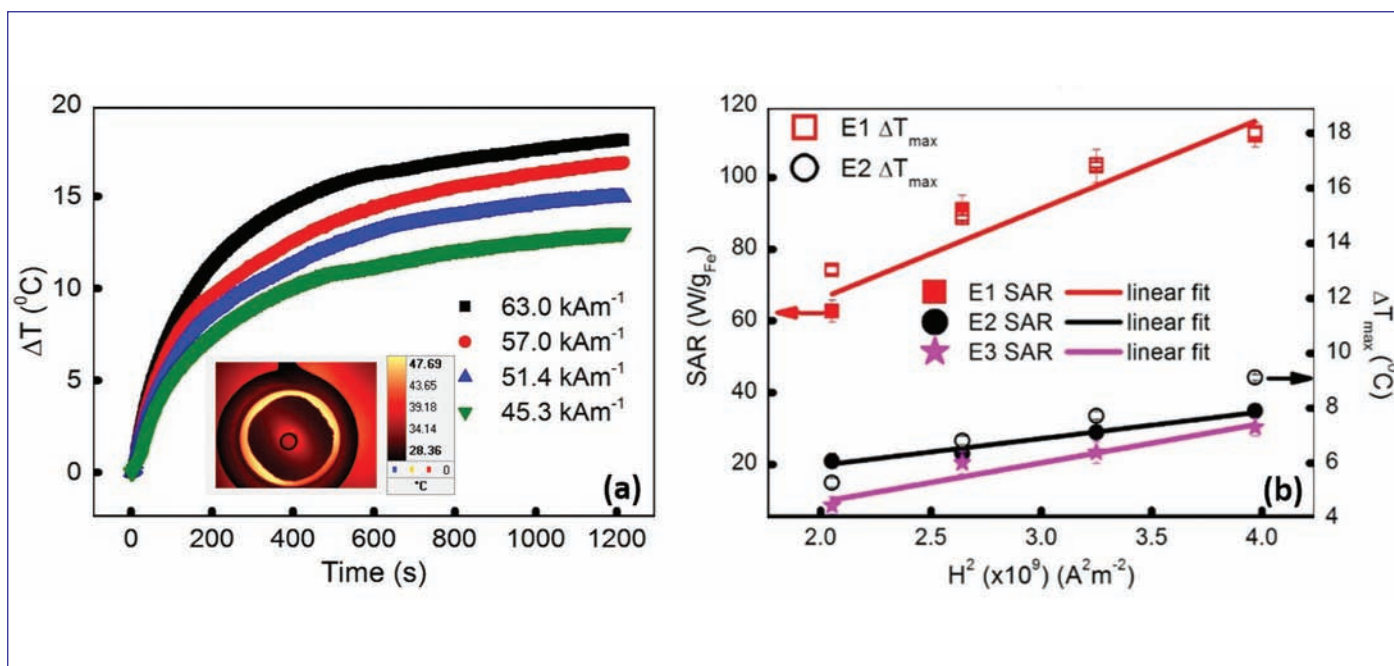 20
15
10
5
0
ΔT (⁰C)
63.0 kAm⁻¹
57.0 kAm⁻¹
51.4 kAm⁻¹
45.3 kAm⁻¹
47.69
43.65
39.18
34.14
28.36
0
°C
(a)
0 200 400 600 800 1000 1200
Time (s)
120
100
80
60
40
20
SAR (W/g_Fe)
E1 ΔT_max
E2 ΔT_max
E1 SAR linear fit
E2 SAR linear fit
E3 SAR linear fit
18
16
14
12
10
8
6
4
ΔT_max (⁰C)
(b)
2.0 2.5 3.0 3.5 4.0
H² (x10⁹) (A²m⁻²)